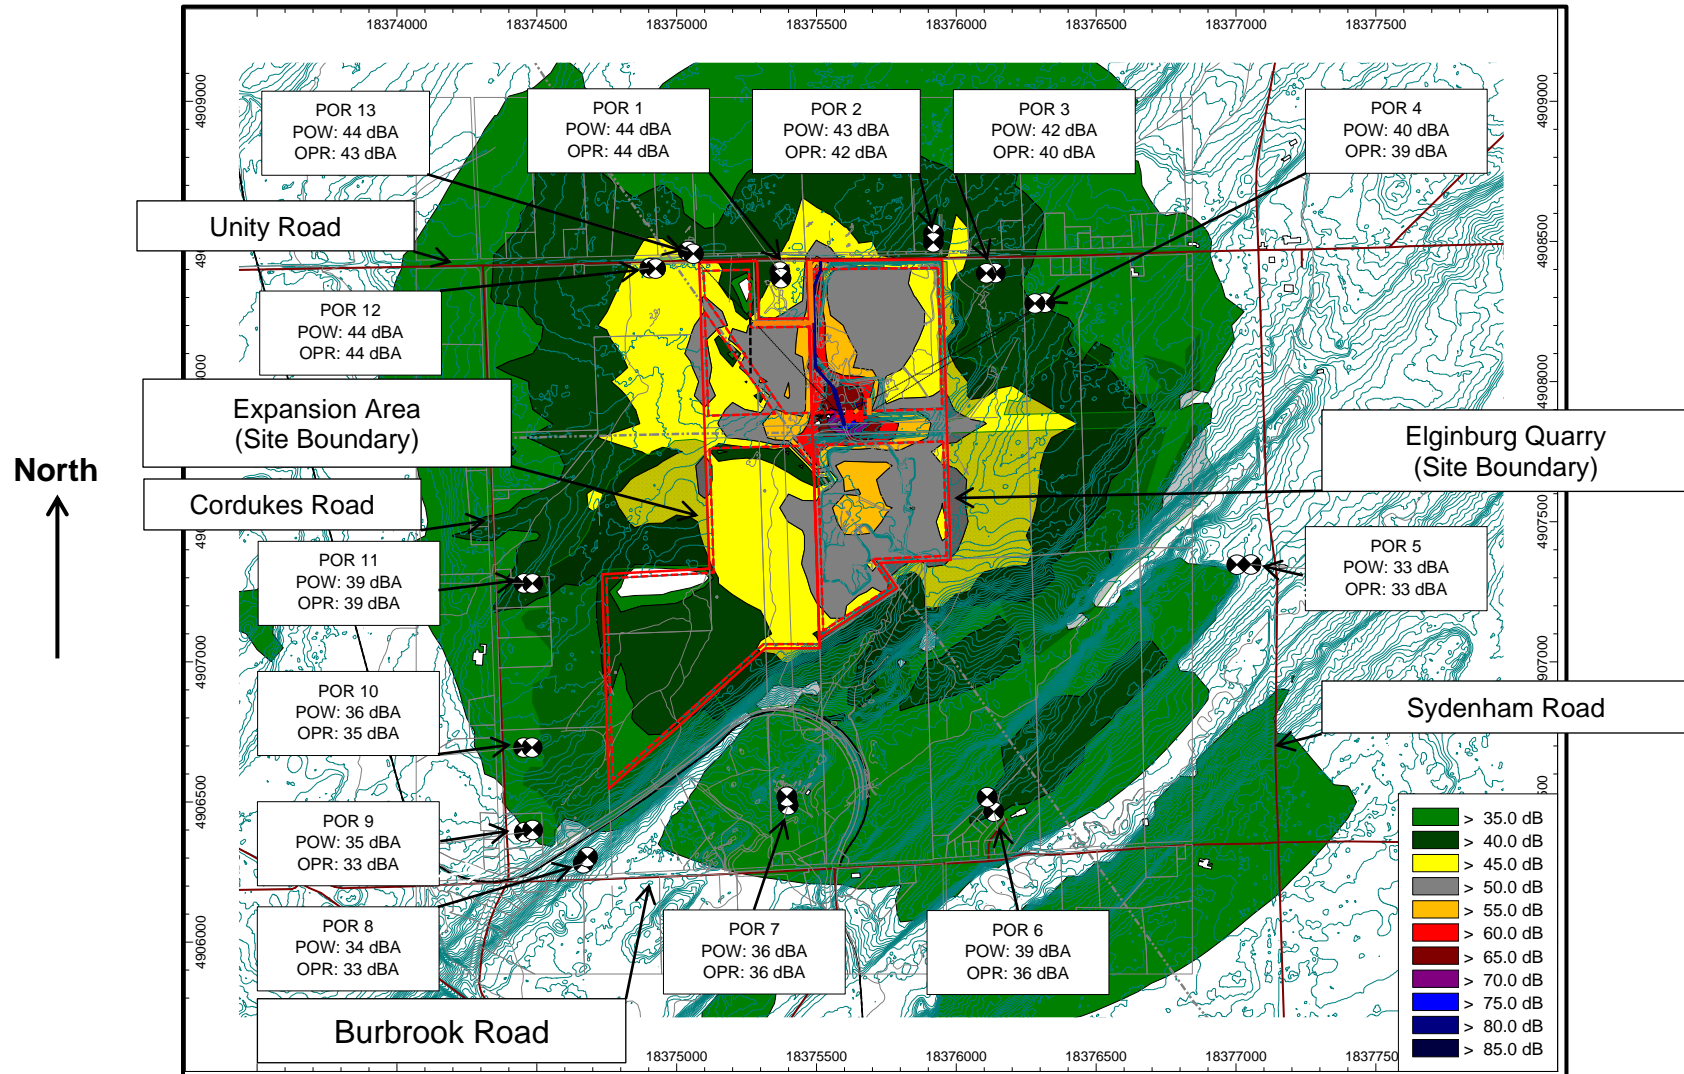 18374000 18374500 18375000 18375500 18376000 18376500 18377000 18377500
4909000
4909000
POR 13
POW: 44 dBA
OPR: 43 dBA
POR 1
POW: 44 dBA
OPR: 44 dBA
POR 2
POW: 43 dBA
OPR: 42 dBA
POR 3
POW: 42 dBA
OPR: 40 dBA
POR 4
POW: 40 dBA
OPR: 39 dBA
Unity Road
4908500
POR 12
POW: 44 dBA
OPR: 44 dBA
4908000
Expansion Area
(Site Boundary)
Elginburg Quarry
(Site Boundary)
North
Cordukes Road
4907500
POR 11
POW: 39 dBA
OPR: 39 dBA
POR 5
POW: 33 dBA
OPR: 33 dBA
4907000
4907000
POR 10
POW: 36 dBA
OPR: 35 dBA
Sydenham Road
4906500
POR 9
POW: 35 dBA
OPR: 33 dBA
POR 8
POW: 34 dBA
OPR: 33 dBA
POR 7
POW: 36 dBA
OPR: 36 dBA
POR 6
POW: 39 dBA
OPR: 36 dBA
4906000
Burbrook Road
> 35.0 dB
> 40.0 dB
> 45.0 dB
> 50.0 dB
> 55.0 dB
> 60.0 dB
> 65.0 dB
> 70.0 dB
> 75.0 dB
> 80.0 dB
> 85.0 dB
18375000 18375500 18376000 18376500 18377000 1837750